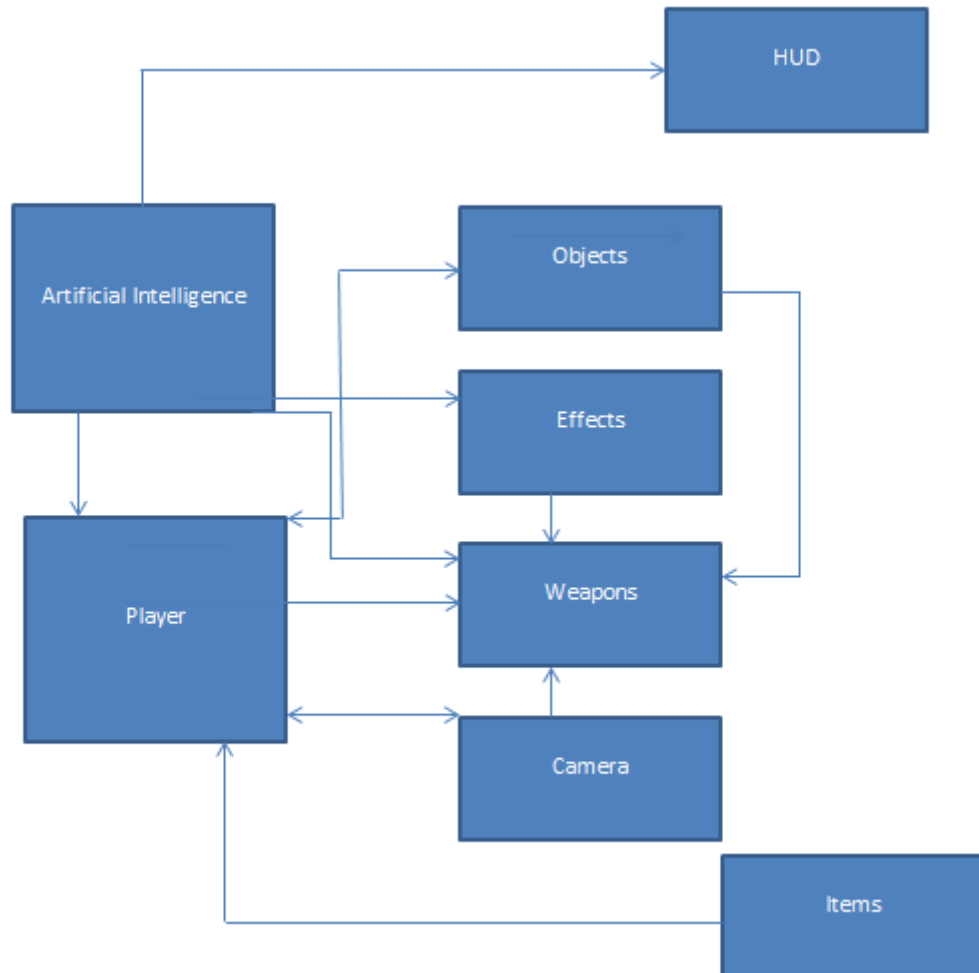 HUD
Objects
Artificial Intelligence
Effects
Weapons
Player
Camera
Items